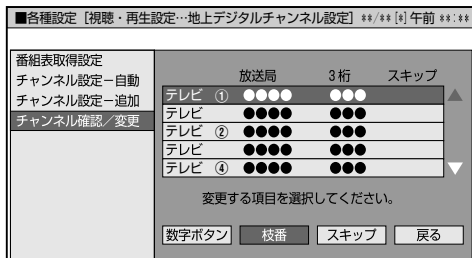 ■各種設定［視聴・再生設定…地上デジタルチャンネル設定］ **/** [*] 午前 **:**
番組表取得設定
チャンネル設定－自動
チャンネル設定－追加
チャンネル確認／変更
放送局 3桁 スキップ
テレビ ① ●●●● ●●●
テレビ ●●●● ●●●
テレビ ② ●●●● ●●●
テレビ ●●●● ●●●
テレビ ④ ●●●● ●●●
変更する項目を選択してください。
数字ボタン 枝番 スキップ 戻る